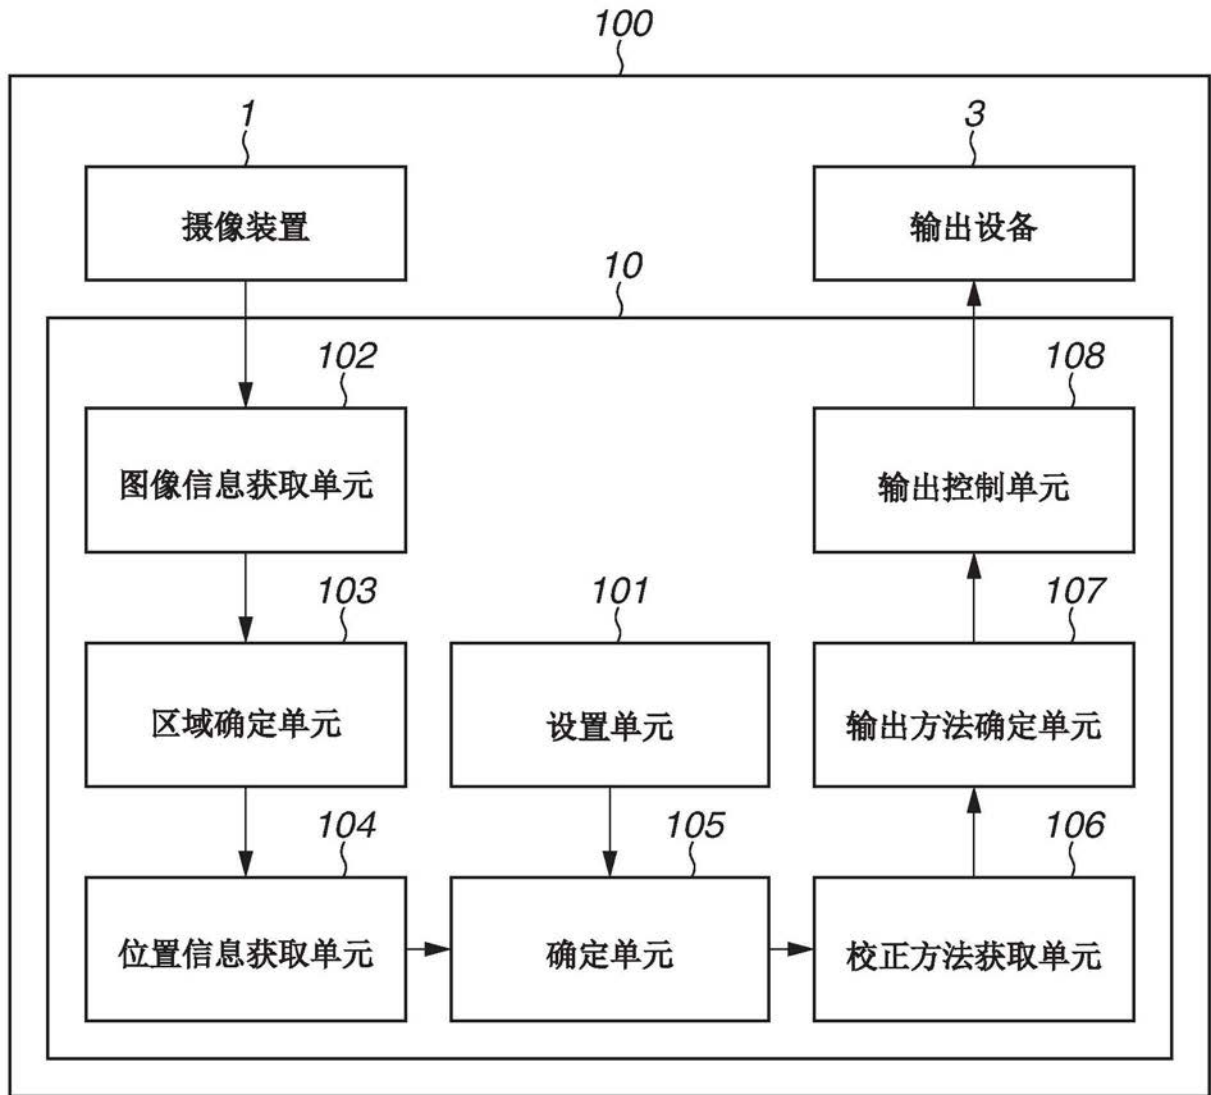 100
1
3
摄像装置
输出设备
10
102
108
图像信息获取单元
输出控制单元
103
101
107
区域确定单元
设置单元
输出方法确定单元
104
105
106
位置信息获取单元
确定单元
校正方法获取单元